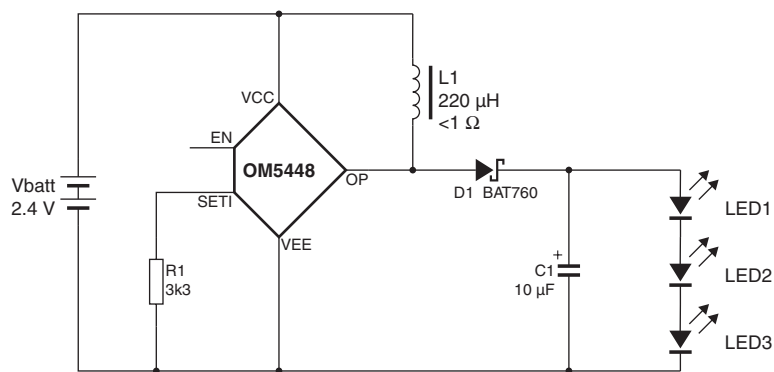 L1
220 µH
<1 Ω
VCC
EN
OM5448
OP
SETI
VEE
Vbatt
2.4 V
D1 BAT760
R1
3k3
+
C1
10 µF
LED1
LED2
LED3